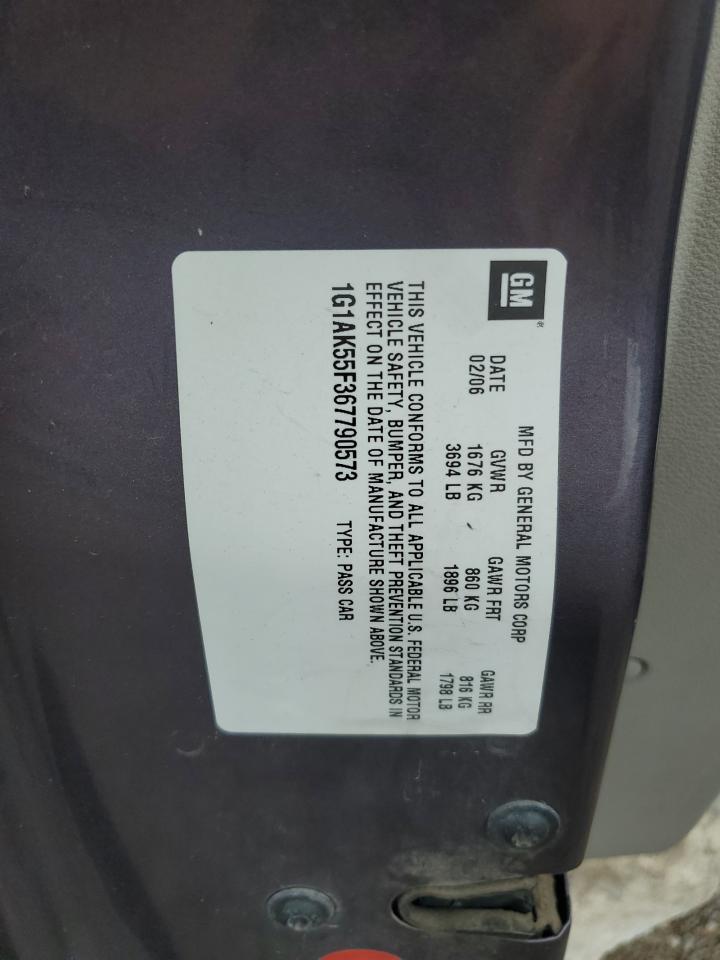 GM®
MFD BY GENERAL MOTORS CORP
DATE GVWR GAWR FRT GAWR RR
02/06 1676 KG 860 KG 816 KG
3694 LB 1896 LB 1798 LB
THIS VEHICLE CONFORMS TO ALL APPLICABLE U.S. FEDERAL MOTOR
VEHICLE SAFETY, BUMPER, AND THEFT PREVENTION STANDARDS IN
EFFECT ON THE DATE OF MANUFACTURE SHOWN ABOVE.
1G1AK55F367790573 TYPE: PASS CAR